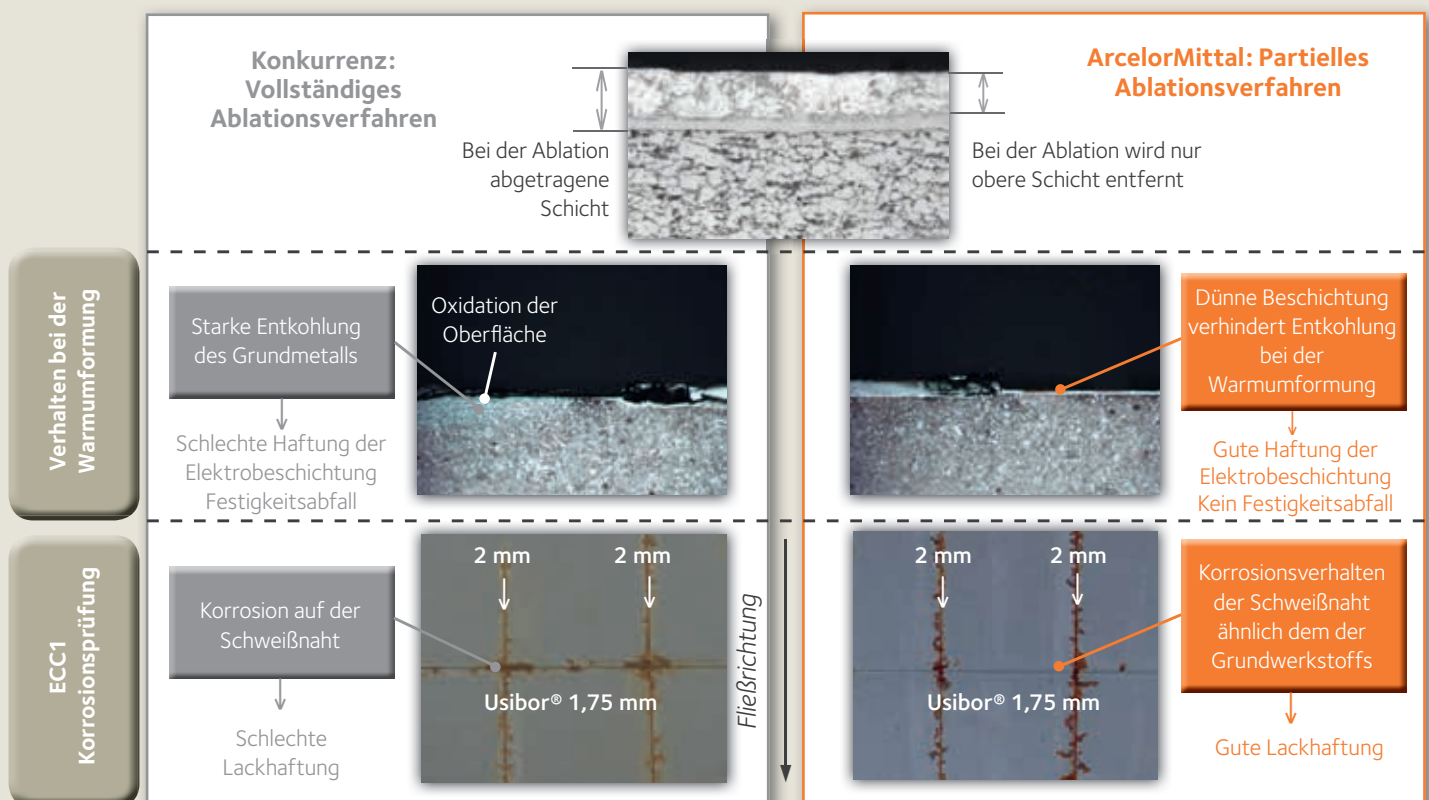 Konkurrenz:
Vollständiges
Ablationsverfahren
Bei der Ablation
abgetragene
Schicht
ArcelorMittal: Partielles
Ablationsverfahren
Bei der Ablation wird nur
obere Schicht entfernt
Verhalten bei der
Warmumformung
Starke Entkohlung
des Grundmetalls
Oxidation der
Oberfläche
Schlechte Haftung der
Elektrobeschichtung
Festigkeitsabfall
Dünne Beschichtung
verhindert Entkohlung
bei der
Warmumformung
Gute Haftung der
Elektrobeschichtung
Kein Festigkeitsabfall
ECC1
Korrosionsprüfung
Korrosion auf der
Schweißnaht
Schlechte
Lackhaftung
2 mm 2 mm
Usibor® 1,75 mm
Fließrichtung
2 mm 2 mm
Usibor® 1,75 mm
Korrosionsverhalten
der Schweißnaht
ähnlich dem der
Grundwerkstoffs
Gute Lackhaftung